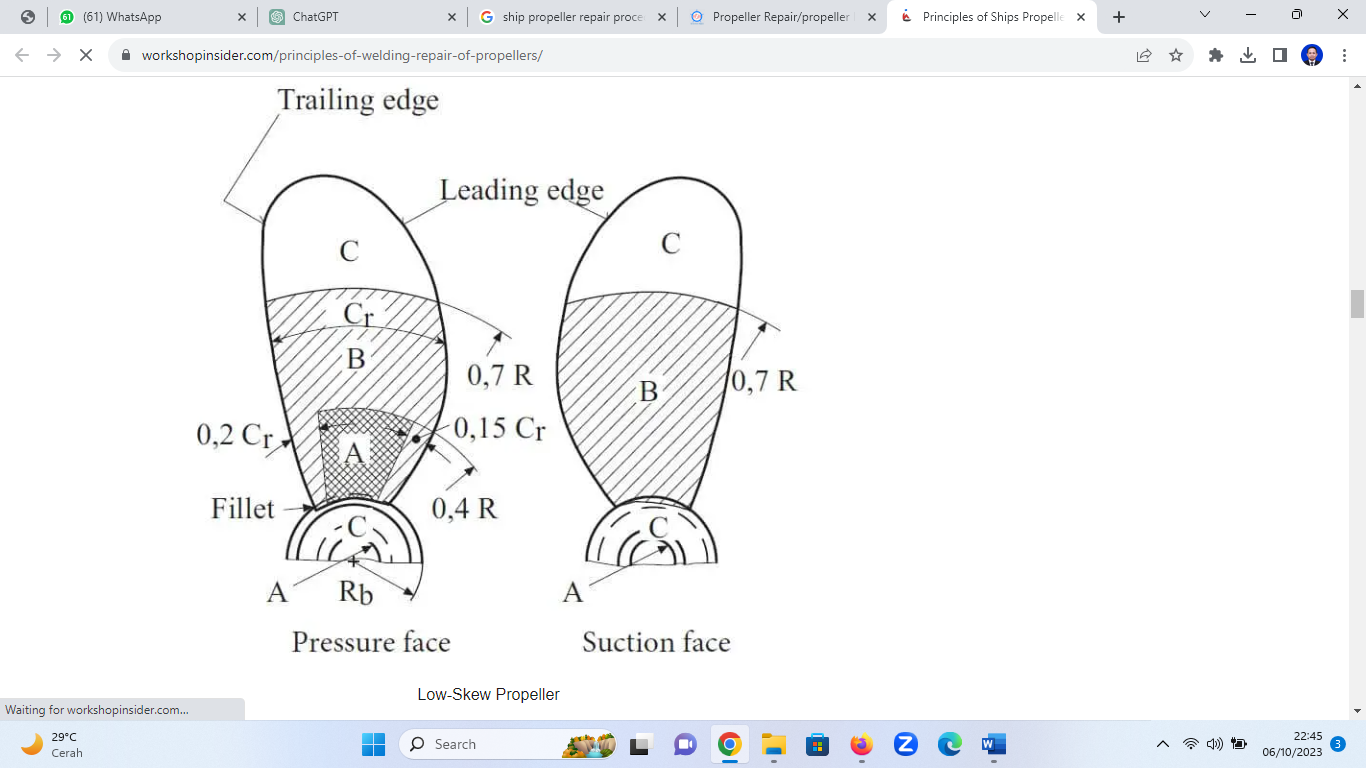 (61) WhatsApp
ChatGPT
ship propeller repair proce
Propeller Repair/propeller
Principles of Ships Propelle
workshopinsider.com/principles-of-welding-repair-of-propellers/
Trailing edge
Leading edge
C
C
Cr
B
0,7 R
B
0,7 R
0,2 Cr
A
0,15 Cr
Fillet
0,4 R
C
C
A
Rb
A
Pressure face
Suction face
Low-Skew Propeller
Waiting for workshopinsider.com...
29°C
Cerah
Search
22:45
06/10/2023
3